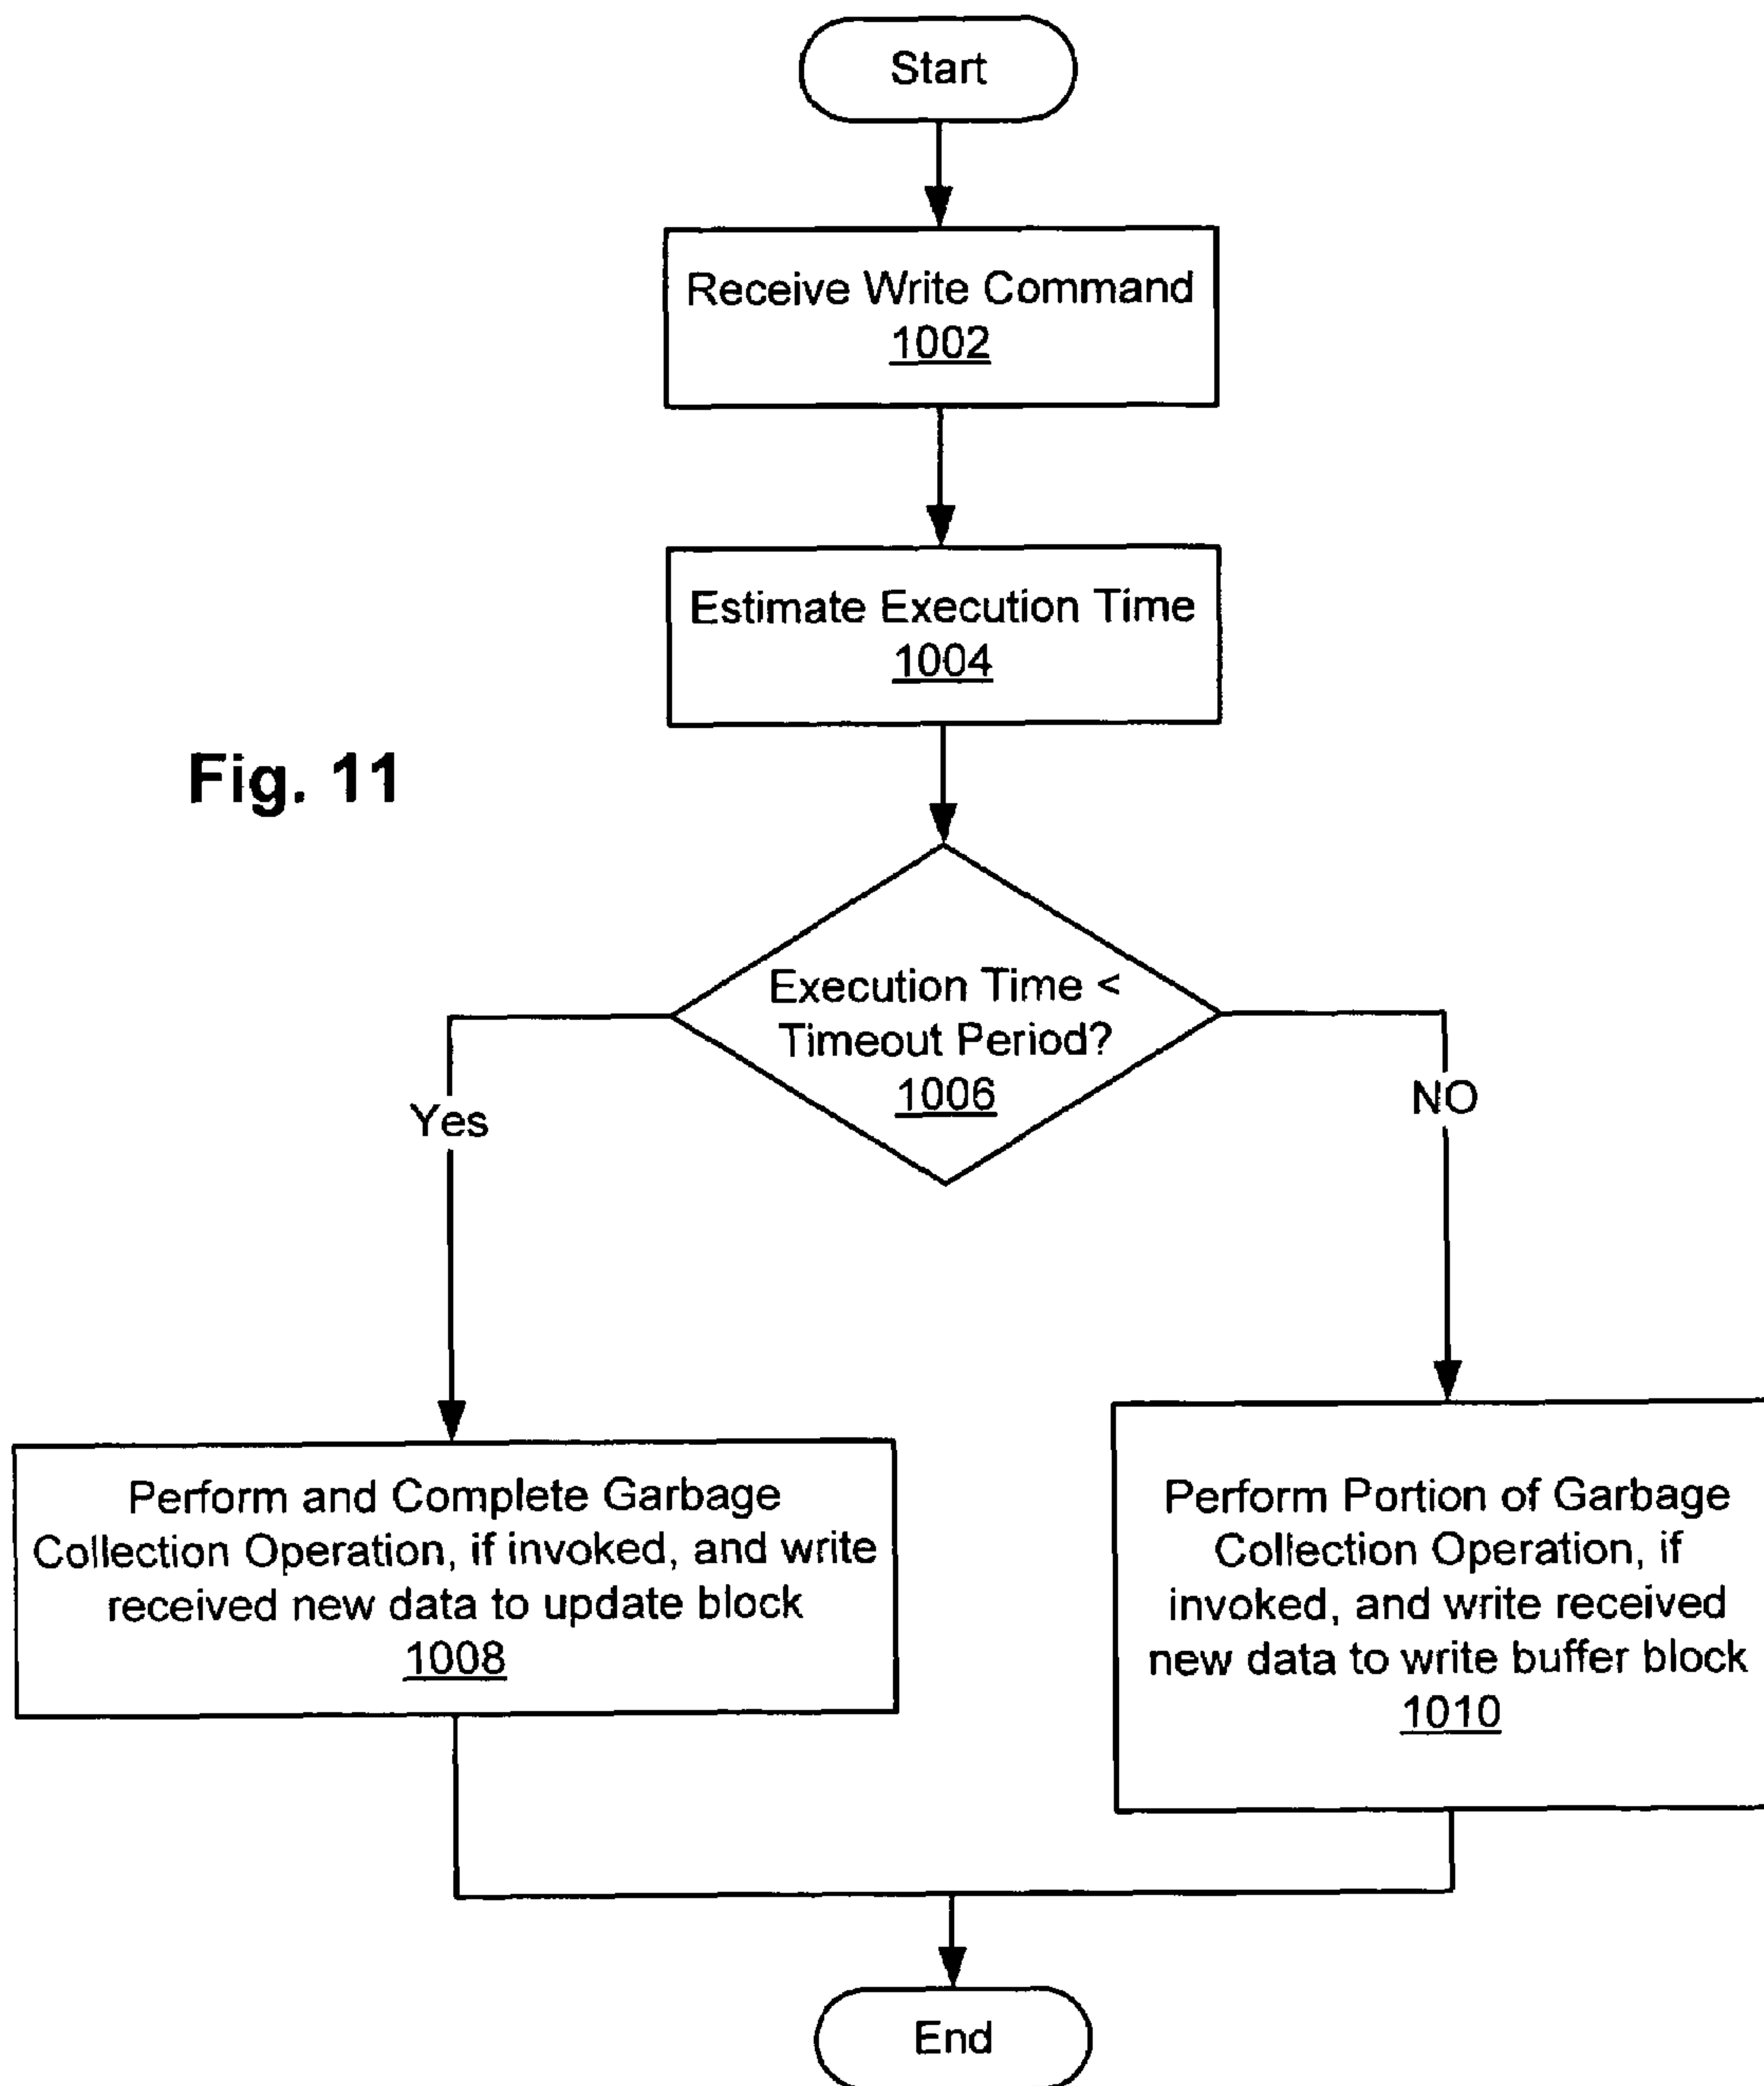 Start
Receive Write Command
1002
Estimate Execution Time
1004
Fig. 11
Execution Time <
Timeout Period?
1006
Yes
NO
Perform and Complete Garbage
Collection Operation, if invoked, and write
received new data to update block
1008
Perform Portion of Garbage
Collection Operation, if
invoked, and write received
new data to write buffer block
1010
End